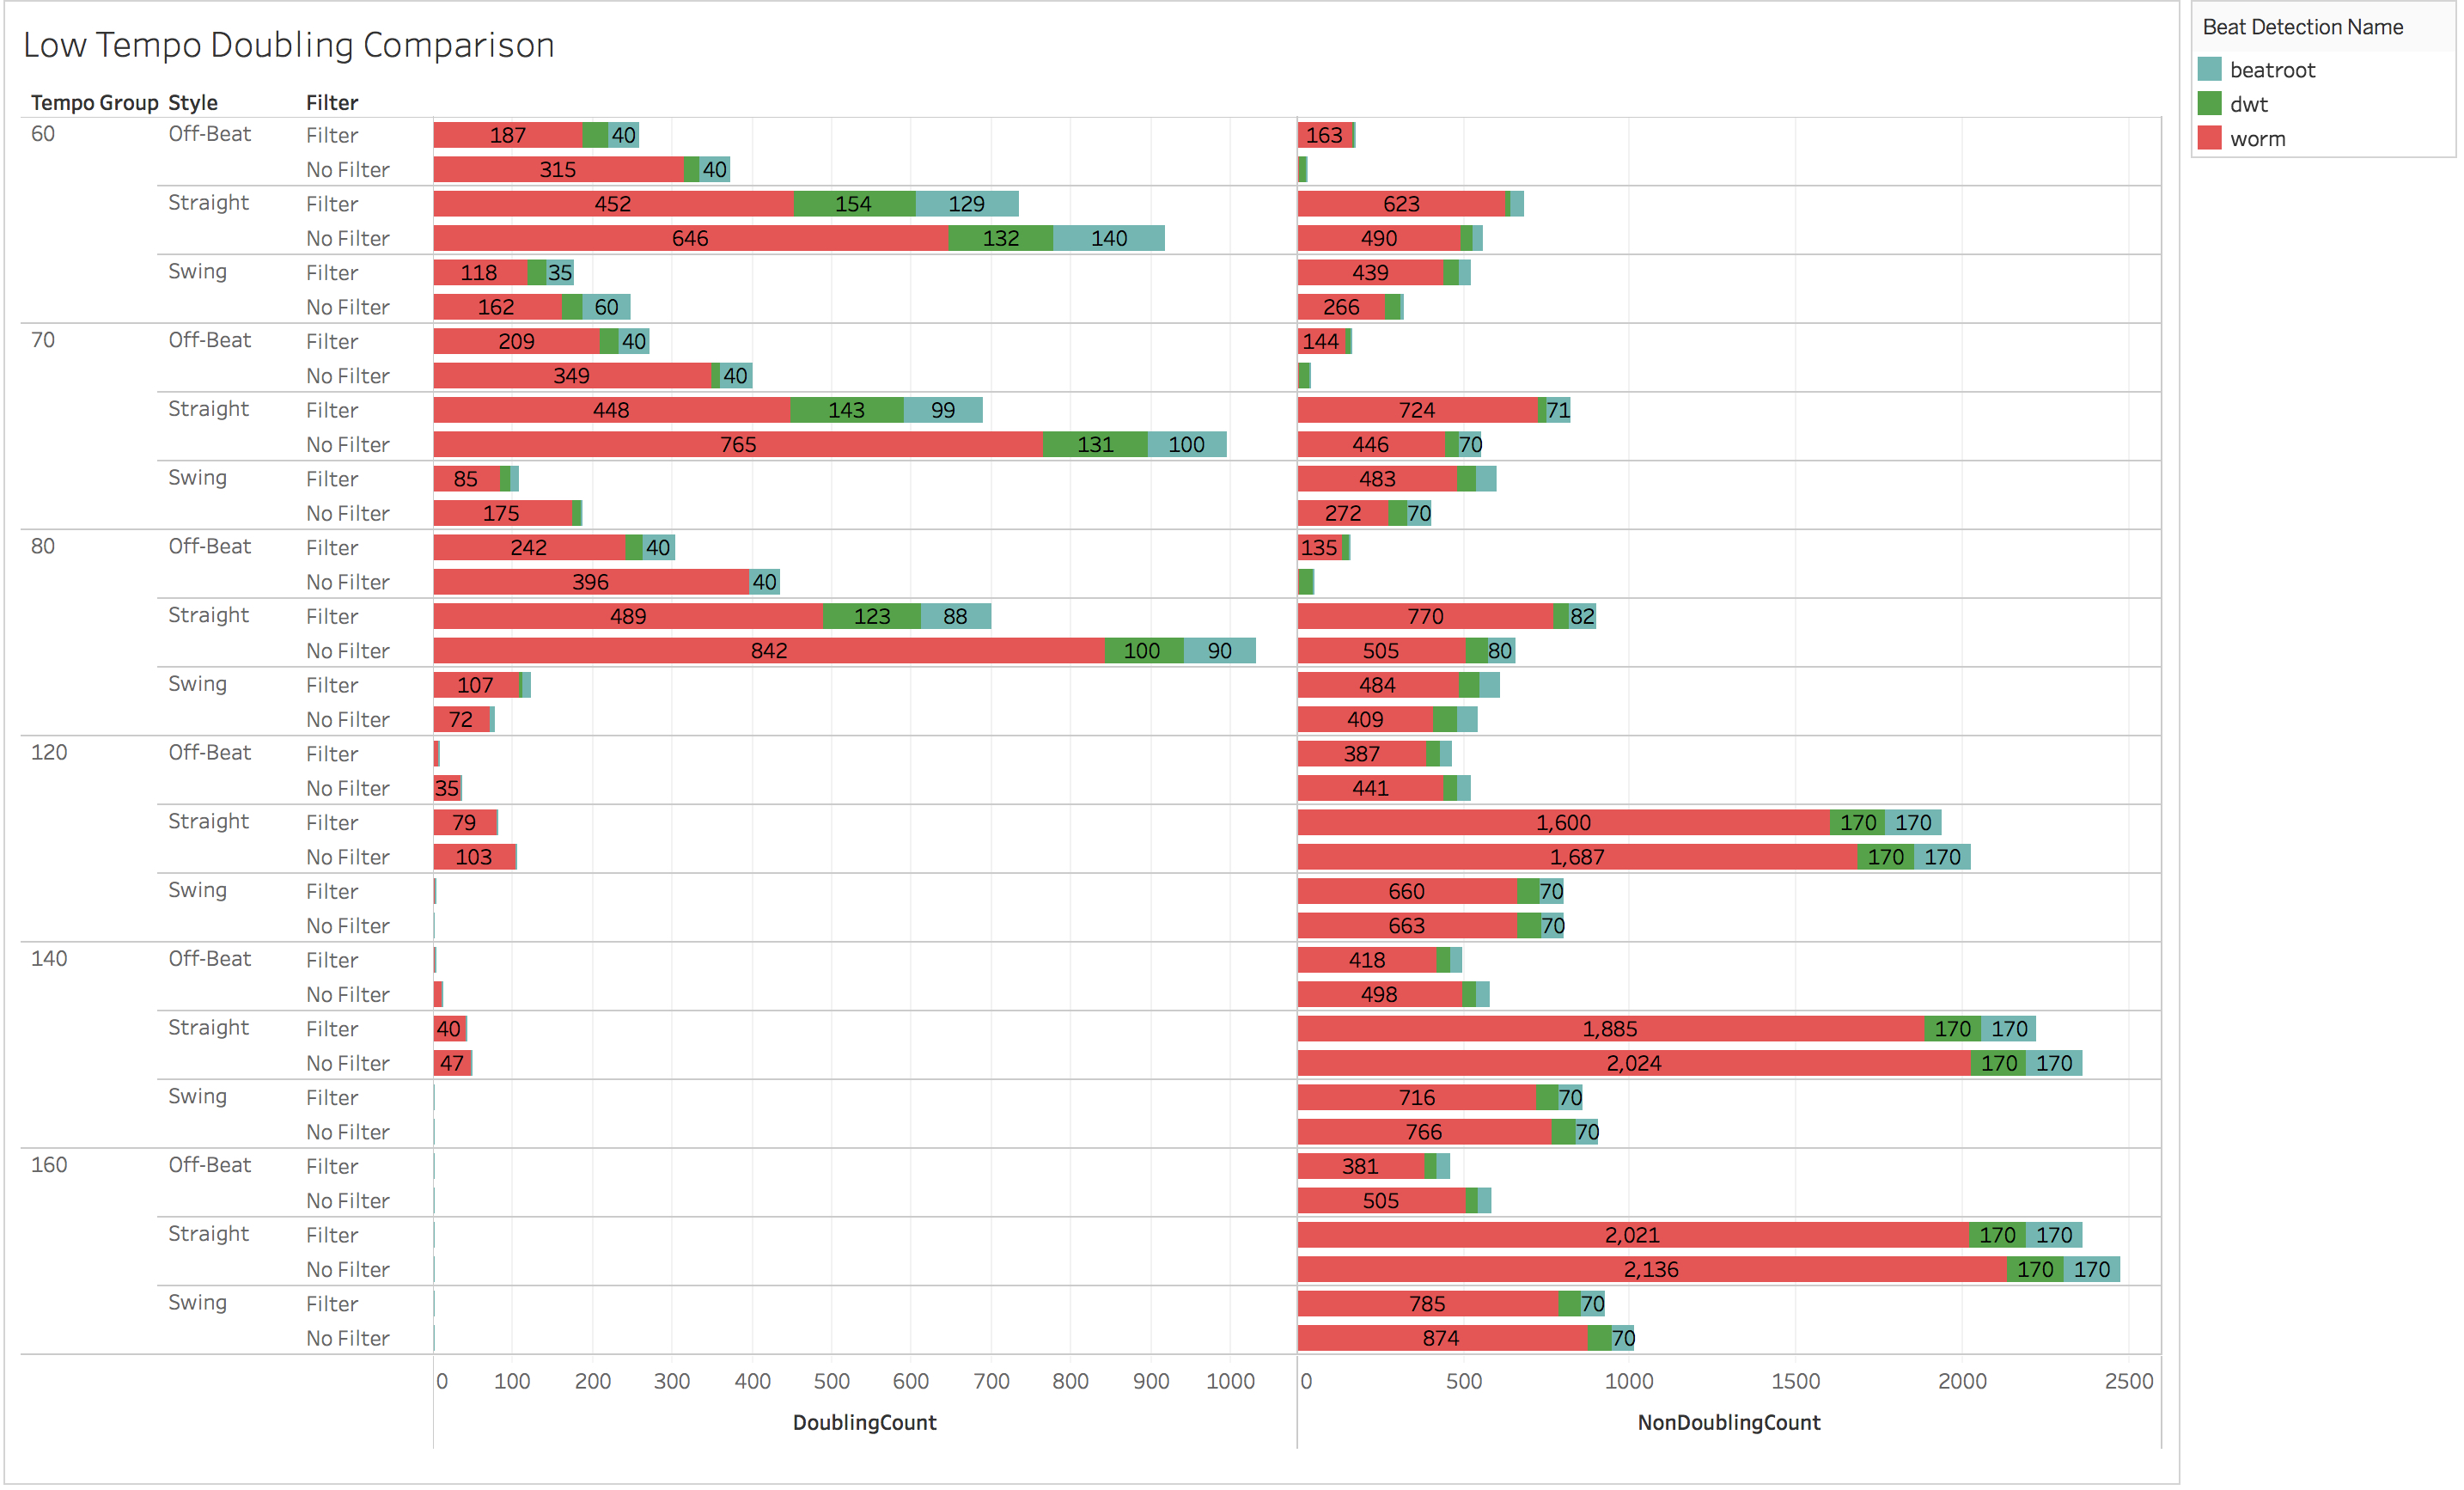 Low Tempo Doubling Comparison
Beat Detection Name
beatroot
dwt
worm
Tempo Group Style Filter
60 Off-Beat Filter 187 40 163
No Filter 315 40
Straight Filter 452 154 129 623
No Filter 646 132 140 490
Swing Filter 118 35 439
No Filter 162 60 266
70 Off-Beat Filter 209 40 144
No Filter 349 40
Straight Filter 448 143 99 724 71
No Filter 765 131 100 446 70
Swing Filter 85 483
No Filter 175 272 70
80 Off-Beat Filter 242 40 135
No Filter 396 40
Straight Filter 489 123 88 770 82
No Filter 842 100 90 505 80
Swing Filter 107 484
No Filter 72 409
120 Off-Beat Filter 387
No Filter 35 441
Straight Filter 79 1,600 170 170
No Filter 103 1,687 170 170
Swing Filter 660 70
No Filter 663 70
140 Off-Beat Filter 418
No Filter 498
Straight Filter 40 1,885 170 170
No Filter 47 2,024 170 170
Swing Filter 716 70
No Filter 766 70
160 Off-Beat Filter 381
No Filter 505
Straight Filter 2,021 170 170
No Filter 2,136 170 170
Swing Filter 785 70
No Filter 874 70
0 100 200 300 400 500 600 700 800 900 1000 0 500 1000 1500 2000 2500
DoublingCount NonDoublingCount